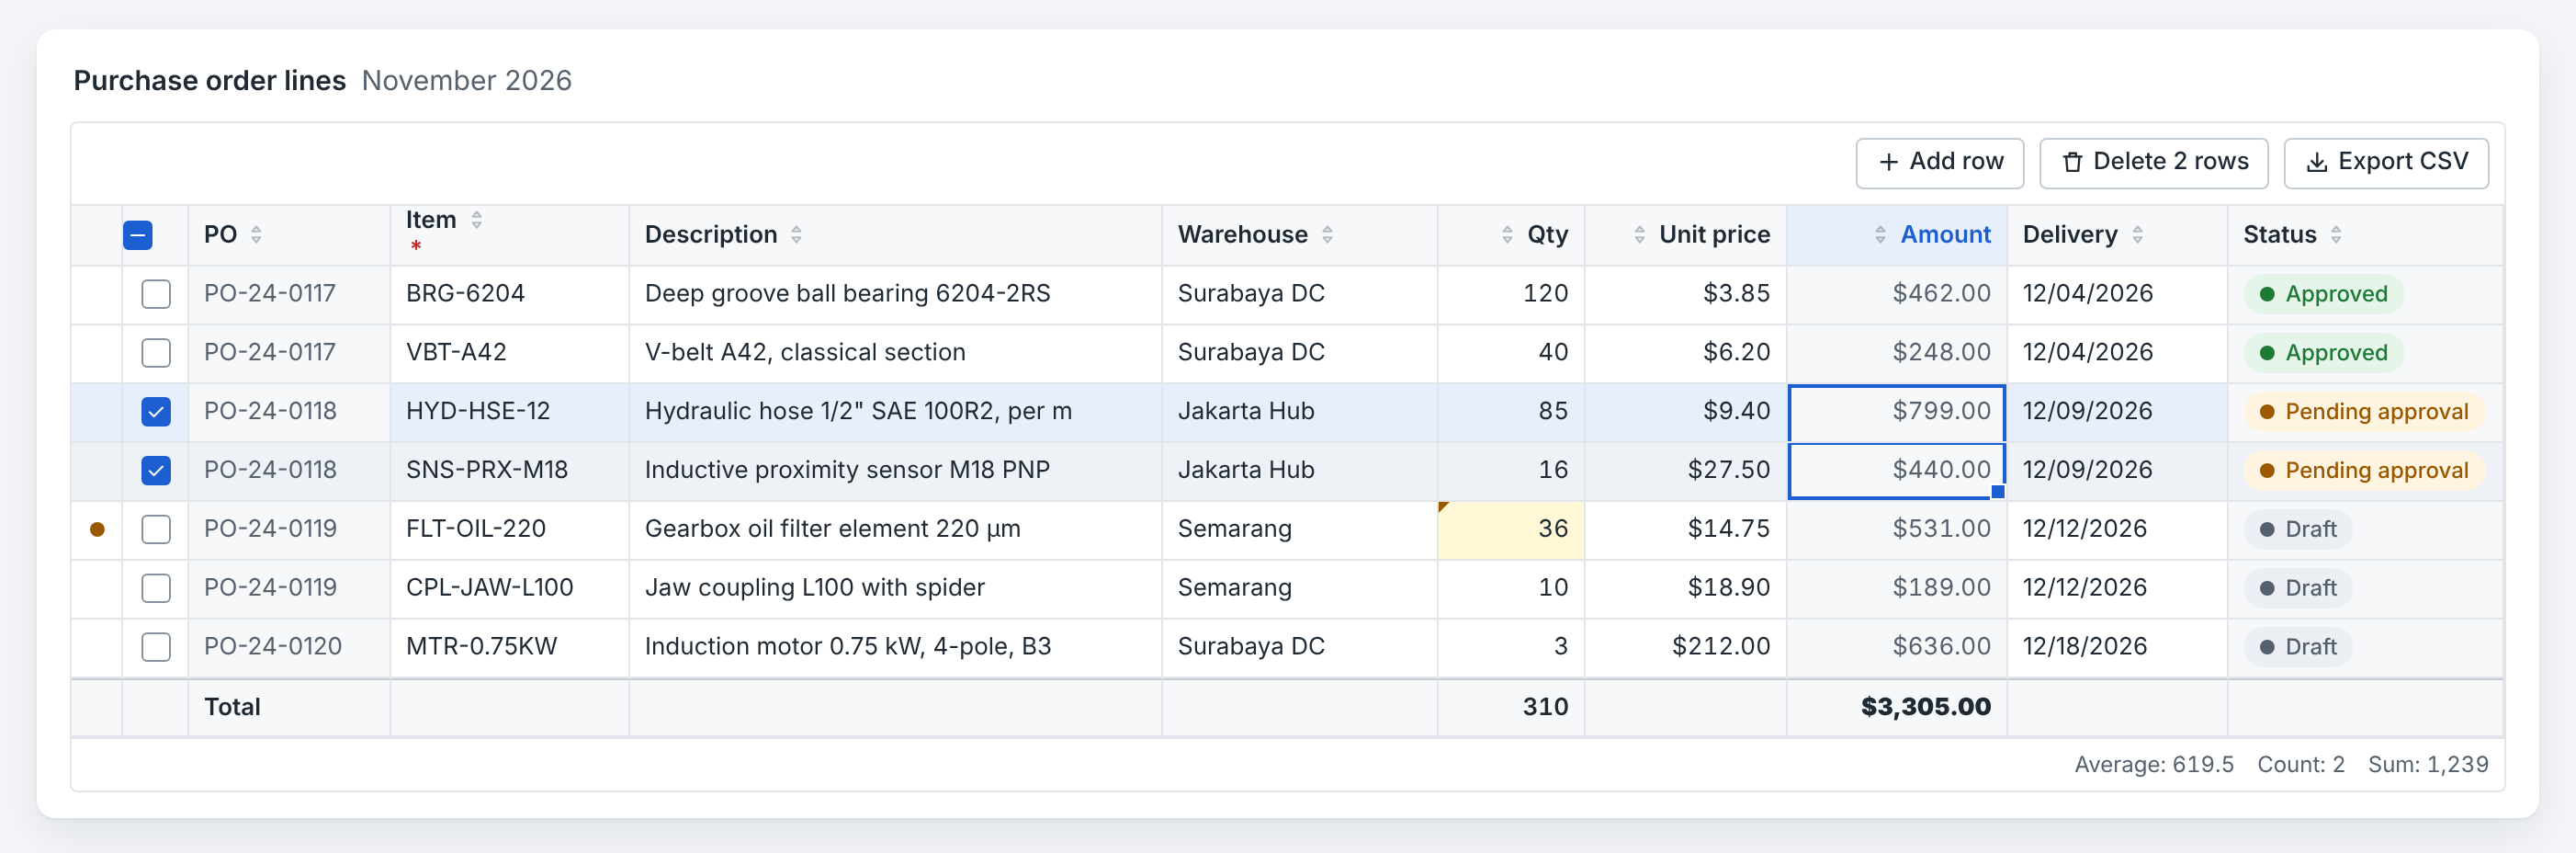 Purchase order lines November 2026
Add row Delete 2 rows Export CSV
PO Item * Description Warehouse Qty Unit price Amount Delivery Status
PO-24-0117 BRG-6204 Deep groove ball bearing 6204-2RS Surabaya DC 120 $3.85 $462.00 12/04/2026 Approved
PO-24-0117 VBT-A42 V-belt A42, classical section Surabaya DC 40 $6.20 $248.00 12/04/2026 Approved
PO-24-0118 HYD-HSE-12 Hydraulic hose 1/2" SAE 100R2, per m Jakarta Hub 85 $9.40 $799.00 12/09/2026 Pending approval
PO-24-0118 SNS-PRX-M18 Inductive proximity sensor M18 PNP Jakarta Hub 16 $27.50 $440.00 12/09/2026 Pending approval
PO-24-0119 FLT-OIL-220 Gearbox oil filter element 220 µm Semarang 36 $14.75 $531.00 12/12/2026 Draft
PO-24-0119 CPL-JAW-L100 Jaw coupling L100 with spider Semarang 10 $18.90 $189.00 12/12/2026 Draft
PO-24-0120 MTR-0.75KW Induction motor 0.75 kW, 4-pole, B3 Surabaya DC 3 $212.00 $636.00 12/18/2026 Draft
Total 310 $3,305.00
Average: 619.5 Count: 2 Sum: 1,239